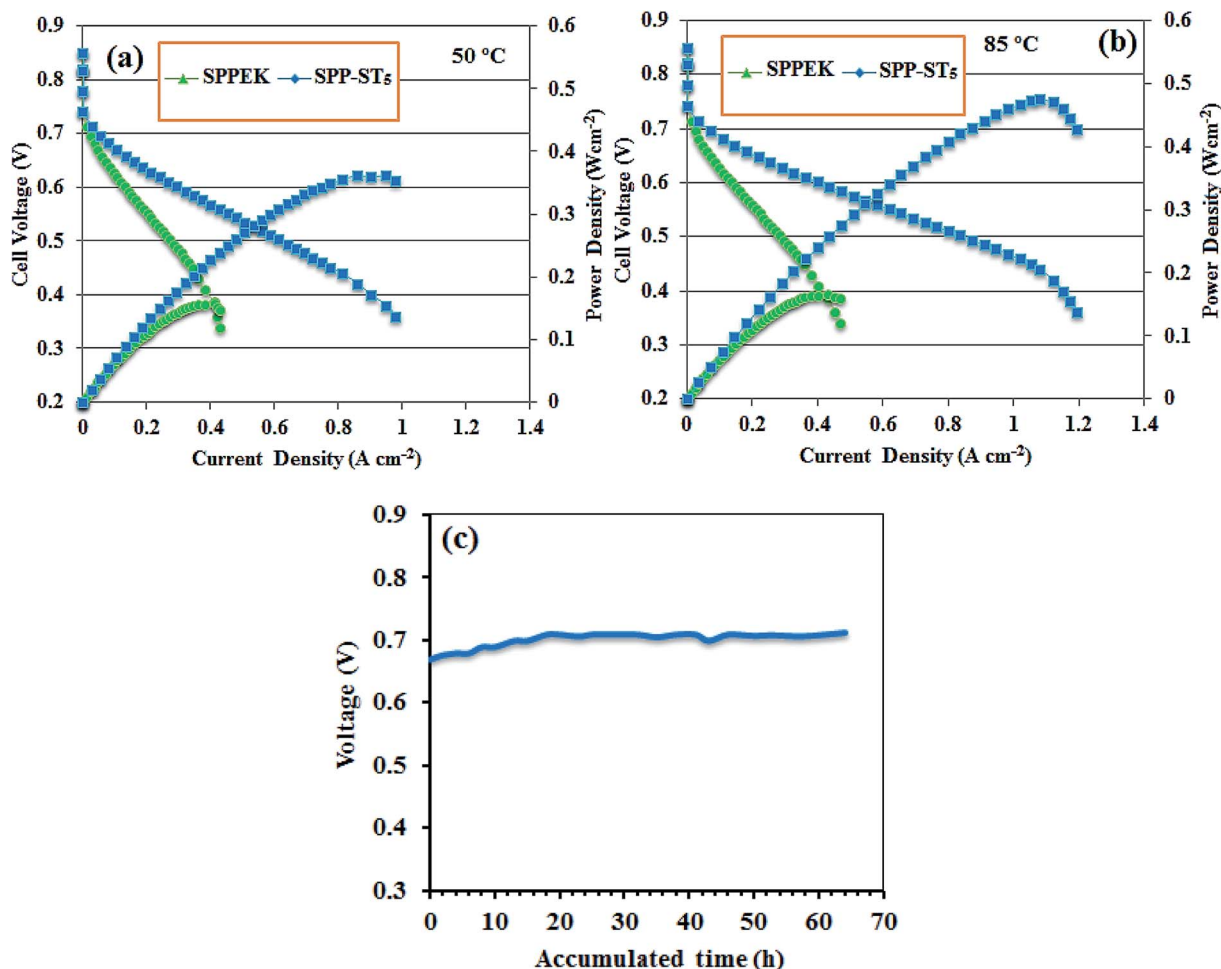 (a)
50 ºC
SPPEK SPP-ST5
0.9
0.8
0.7
0.6
0.5
0.4
0.3
0.2
Cell Voltage (V)
0.6
0.5
0.4
0.3
0.2
0.1
0
Power Density (Wcm-2)
0 0.2 0.4 0.6 0.8 1 1.2 1.4
Current Density (A cm-2)
85 ºC
(b)
SPPEK SPP-ST5
0.9
0.8
0.7
0.6
0.5
0.4
0.3
0.2
Cell Voltage (V)
0.6
0.5
0.4
0.3
0.2
0.1
0
Power Density (Wcm-2)
0 0.2 0.4 0.6 0.8 1 1.2 1.4
Current Density (A cm-2)
(c)
0.9
0.8
0.7
0.6
0.5
0.4
0.3
Voltage (V)
0 10 20 30 40 50 60 70
Accumulated time (h)